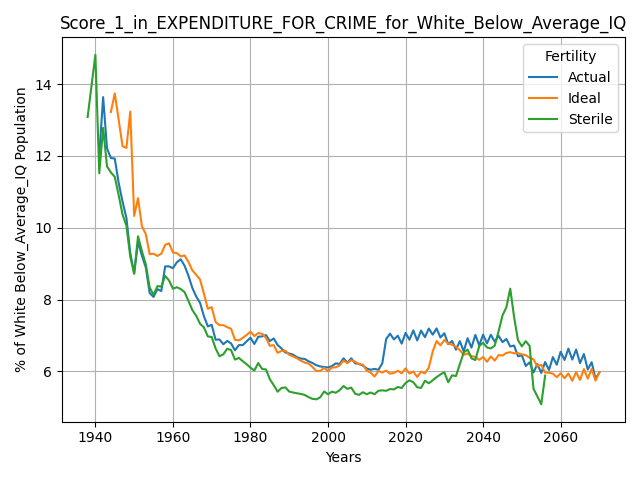 Score_1_in_EXPENDITURE_FOR_CRIME_for_White_Below_Average_IQ
Fertility
Actual
Ideal
Sterile
% of White Below_Average_IQ Population
14
12
10
8
6
1940
1960
1980
2000
2020
2040
2060
Years